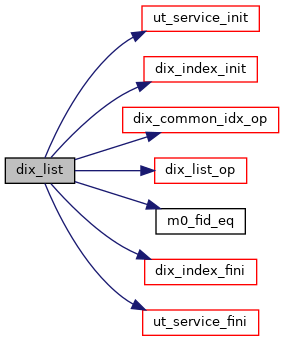 ut_service_init
dix_index_init
dix_common_idx_op
dix_list
dix_list_op
m0_fid_eq
dix_index_fini
ut_service_fini